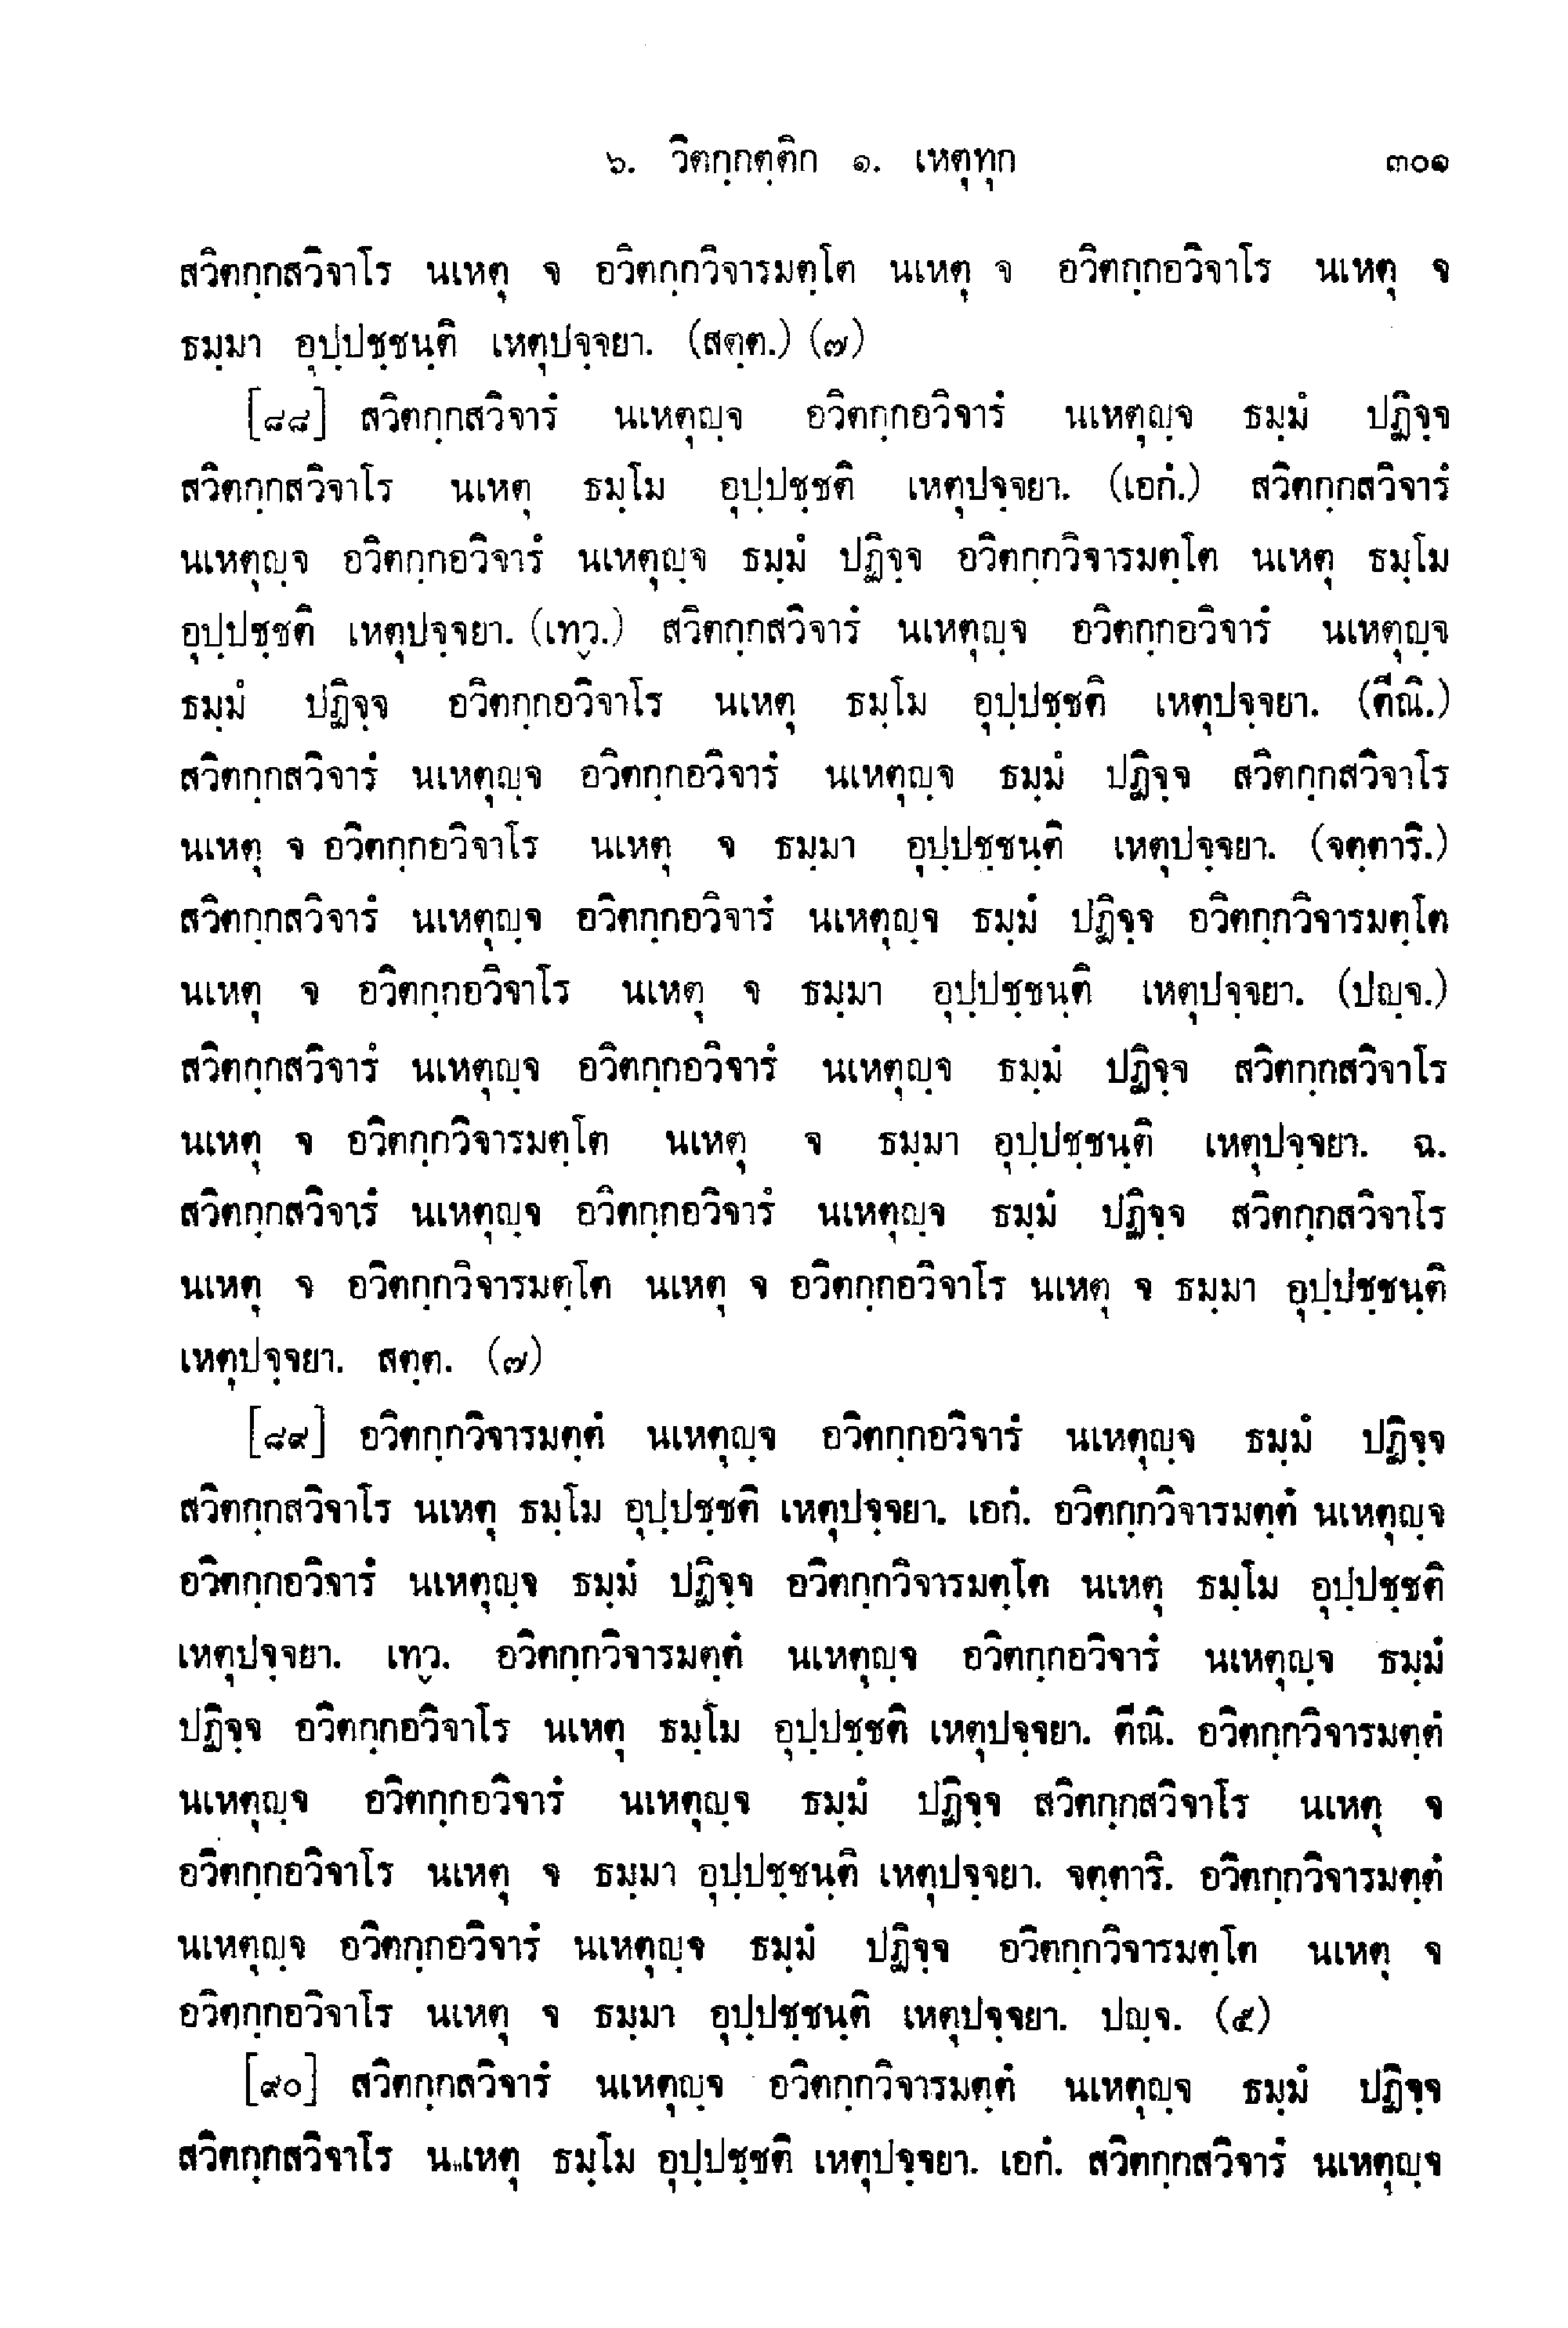 ๖. วิตกฺกตฺติก ๑. เหตุทุก ๓๐๑
สวิตกฺกสวิจาโร นเหตุ จ อวิตกฺกวิจารมตฺโต นเหตุ จ อวิตกฺกอวิจาโร นเหตุ จ
ธมฺมา อุปฺปชฺชนฺติ เหตุปจฺจยา. (สตฺต.) (๗)
[๘๘] สวิตกฺกสวิจารํ นเหตุญฺจ อวิตกฺกอวิจารํ นเหตุญฺจ ธมฺมํ ปฏิจฺจ
สวิตกฺกสวิจาโร นเหตุ ธมฺโม อุปฺปชฺชติ เหตุปจฺจยา. (เอกํ.) สวิตกฺกสวิจารํ
นเหตุญฺจ อวิตกฺกอวิจารํ นเหตุญฺจ ธมฺมํ ปฏิจฺจ อวิตกฺกวิจารมตฺโต นเหตุ ธมฺโม
อุปฺปชฺชติ เหตุปจฺจยา. (เทฺว.) สวิตกฺกสวิจารํ นเหตุญฺจ อวิตกฺกอวิจารํ นเหตุญฺจ
ธมฺมํ ปฏิจฺจ อวิตกฺกอวิจาโร นเหตุ ธมฺโม อุปฺปชฺชติ เหตุปจฺจยา. (ตีณิ.)
สวิตกฺกสวิจารํ นเหตุญฺจ อวิตกฺกอวิจารํ นเหตุญฺจ ธมฺมํ ปฏิจฺจ สวิตกฺกสวิจาโร
นเหตุ จ อวิตกฺกอวิจาโร นเหตุ จ ธมฺมา อุปฺปชฺชนฺติ เหตุปจฺจยา. (จตฺตาริ.)
สวิตกฺกสวิจารํ นเหตุญฺจ อวิตกฺกอวิจารํ นเหตุญฺจ ธมฺมํ ปฏิจฺจ อวิตกฺกวิจารมตฺโต
นเหตุ จ อวิตกฺกอวิจาโร นเหตุ จ ธมฺมา อุปฺปชฺชนฺติ เหตุปจฺจยา. (ปญฺจ.)
สวิตกฺกสวิจารํ นเหตุญฺจ อวิตกฺกอวิจารํ นเหตุญฺจ ธมฺมํ ปฏิจฺจ สวิตกฺกสวิจาโร
นเหตุ จ อวิตกฺกวิจารมตฺโต นเหตุ จ ธมฺมา อุปฺปชฺชนฺติ เหตุปจฺจยา. ฉ.
สวิตกฺกสวิจารํ นเหตุญฺจ อวิตกฺกอวิจารํ นเหตุญฺจ ธมฺมํ ปฏิจฺจ สวิตกฺกสวิจาโร
นเหตุ จ อวิตกฺกวิจารมตฺโต นเหตุ จ อวิตกฺกอวิจาโร นเหตุ จ ธมฺมา อุปฺปชฺชนฺติ
เหตุปจฺจยา. สตฺต. (๗)
[๘๙] อวิตกฺกวิจารมตฺตํ นเหตุญฺจ อวิตกฺกอวิจารํ นเหตุญฺจ ธมฺมํ ปฏิจฺจ
สวิตกฺกสวิจาโร นเหตุ ธมฺโม อุปฺปชฺชติ เหตุปจฺจยา. เอกํ. อวิตกฺกวิจารมตฺตํ นเหตุญฺจ
อวิตกฺกอวิจารํ นเหตุญฺจ ธมฺมํ ปฏิจฺจ อวิตกฺกวิจารมตฺโต นเหตุ ธมฺโม อุปฺปชฺชติ
เหตุปจฺจยา. เทฺว. อวิตกฺกวิจารมตฺตํ นเหตุญฺจ อวิตกฺกอวิจารํ นเหตุญฺจ ธมฺมํ
ปฏิจฺจ อวิตกฺกอวิจาโร นเหตุ ธมฺโม อุปฺปชฺชติ เหตุปจฺจยา. ตีณิ. อวิตกฺกวิจารมตฺตํ
นเหตุญฺจ อวิตกฺกอวิจารํ นเหตุญฺจ ธมฺมํ ปฏิจฺจ สวิตกฺกสวิจาโร นเหตุ จ
อวิตกฺกอวิจาโร นเหตุ จ ธมฺมา อุปฺปชฺชนฺติ เหตุปจฺจยา. จตฺตาริ. อวิตกฺกวิจารมตฺตํ
นเหตุญฺจ อวิตกฺกอวิจารํ นเหตุญฺจ ธมฺมํ ปฏิจฺจ อวิตกฺกวิจารมตฺโต นเหตุ จ
อวิตกฺกอวิจาโร นเหตุ จ ธมฺมา อุปฺปชฺชนฺติ เหตุปจฺจยา. ปญฺจ. (๕)
[๙๐] สวิตกฺกสวิจารํ นเหตุญฺจ อวิตกฺกวิจารมตฺตํ นเหตุญฺจ ธมฺมํ ปฏิจฺจ
สวิตกฺกสวิจาโร นเหตุ ธมฺโม อุปฺปชฺชติ เหตุปจฺจยา. เอกํ. สวิตกฺกสวิจารํ นเหตุญฺจ